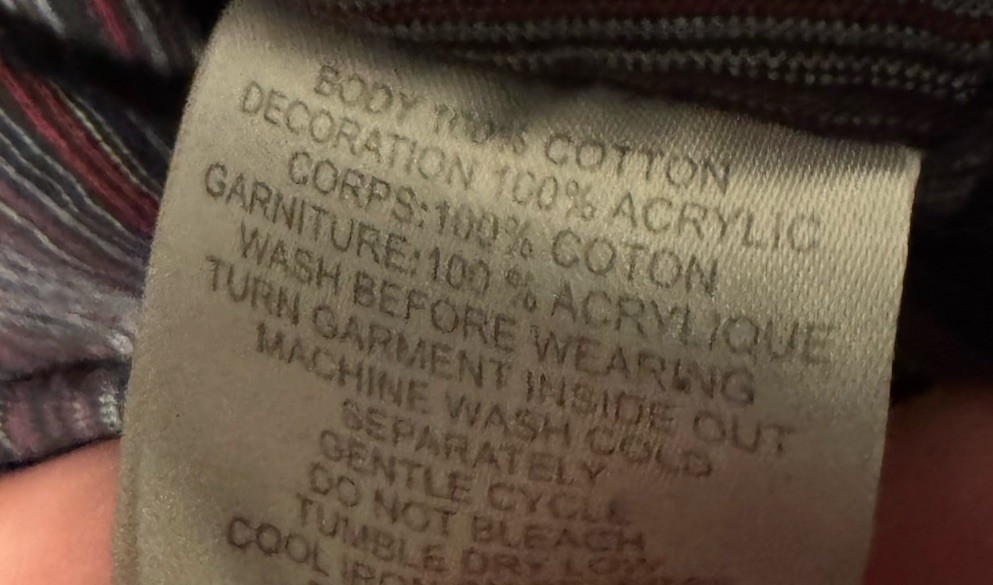 BODY 100% COTTON
DECORATION 100% ACRYLIC
CORPS:100% COTON
GARNITURE:100 % ACRYLIQUE
WASH BEFORE WEARING
TURN GARMENT INSIDE OUT
MACHINE WASH COLD
SEPARATELY
GENTLE CYCLE
DO NOT BLEACH
TUMBLE DRY LOW
COOL IRON